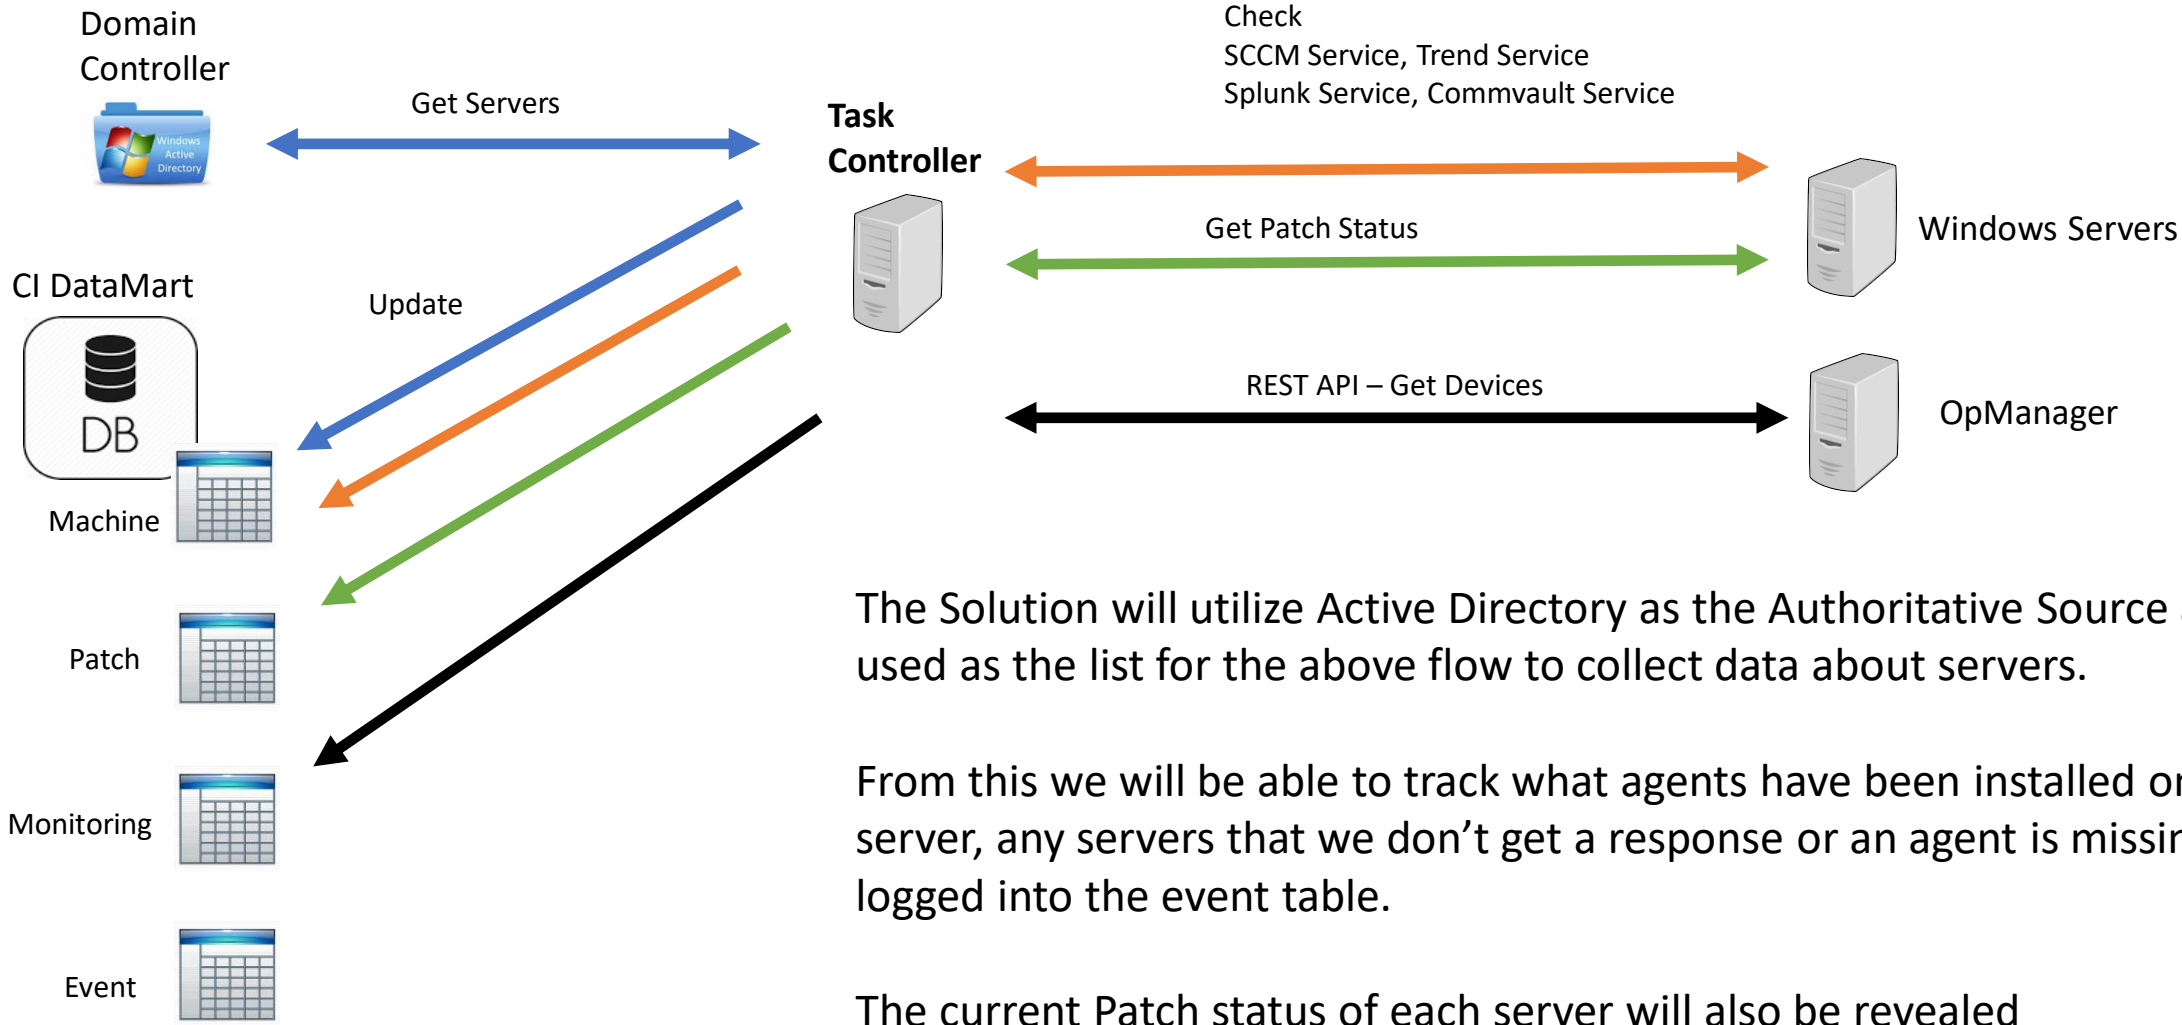 Domain
Controller
Windows
Active
Directory
Get Servers
Task
Controller
Check
SCCM Service, Trend Service
Splunk Service, Commvault Service
Get Patch Status
Windows Servers
CI DataMart
Update
DB
REST API – Get Devices
OpManager
Machine
Patch
Monitoring
Event
The Solution will utilize Active Directory as the Authoritative Source
used as the list for the above flow to collect data about servers.
From this we will be able to track what agents have been installed
server, any servers that we don’t get a response or an agent is
logged into the event table.
The current Patch status of each server will also be revealed